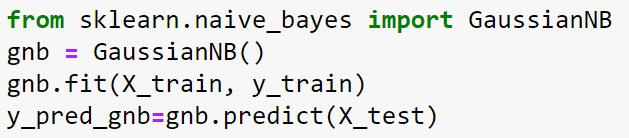 from sklearn.naive_bayes import GaussianNB
gnb = GaussianNB()
gnb.fit(X_train, y_train)
y_pred_gnb=gnb.predict(X_test)